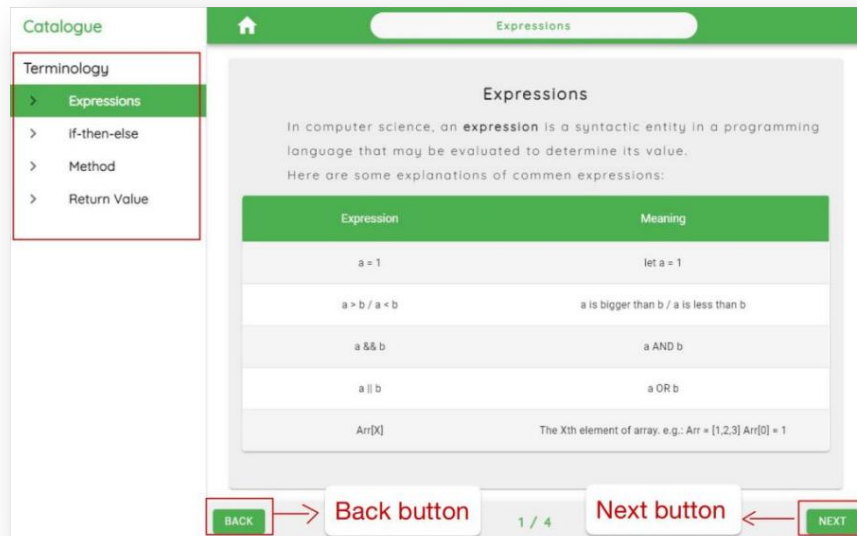 Catalogue
Terminology
Expressions
if-then-else
Method
Return Value
Expressions
Expressions
In computer science, an expression is a syntactic entity in a programming
language that may be evaluated to determine its value.
Here are some explanations of commen expressions:
Expression Meaning
a = 1 let a = 1
a > b / a < b a is bigger than b / a is less than b
a && b a AND b
a || b a OR b
Arr[X] The Xth element of array. e.g.: Arr = [1,2,3] Arr[0] = 1
BACK Back button 1 / 4 Next button NEXT